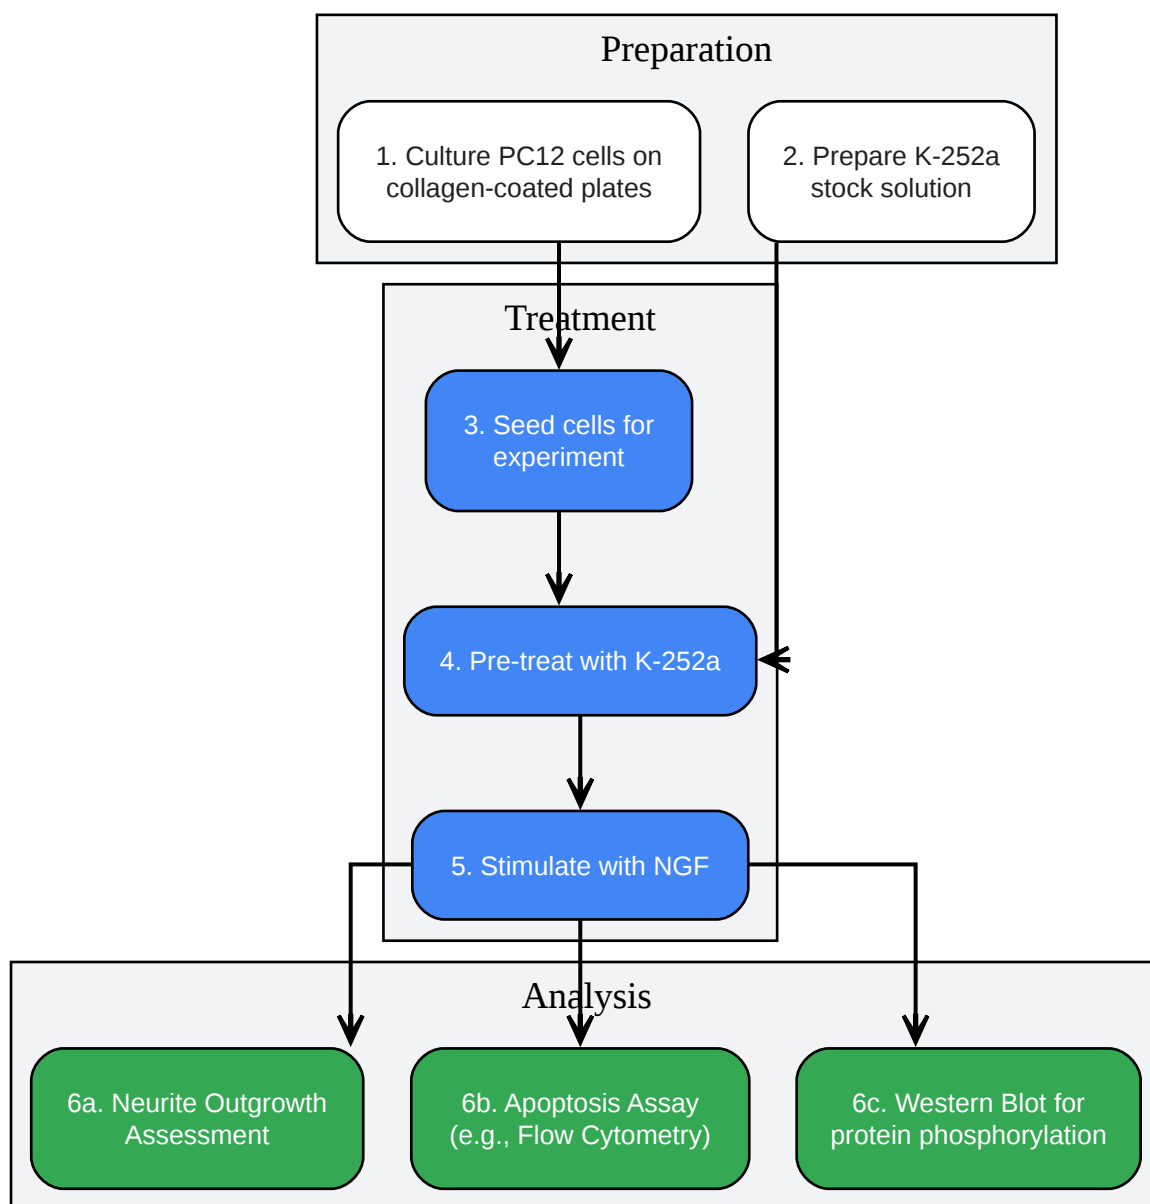 Preparation
1. Culture PC12 cells on
collagen-coated plates
2. Prepare K-252a
stock solution
Treatment
3. Seed cells for
experiment
4. Pre-treat with K-252a
5. Stimulate with NGF
Analysis
6a. Neurite Outgrowth
Assessment
6b. Apoptosis Assay
(e.g., Flow Cytometry)
6c. Western Blot for
protein phosphorylation